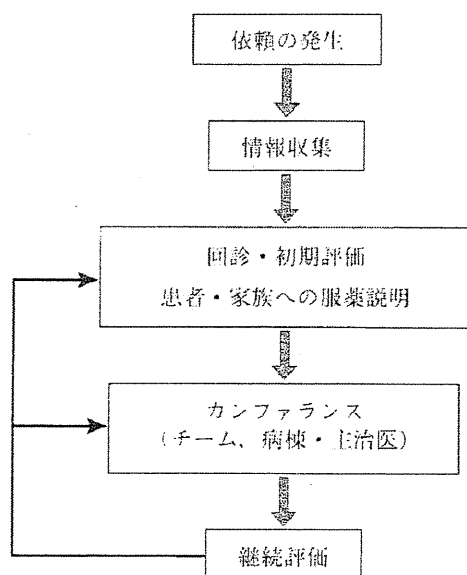 依頼の発生
情報収集
回診・初期評価
患者・家族への服薬説明
カンファランス
(チーム、病棟・主治医)
継続評価